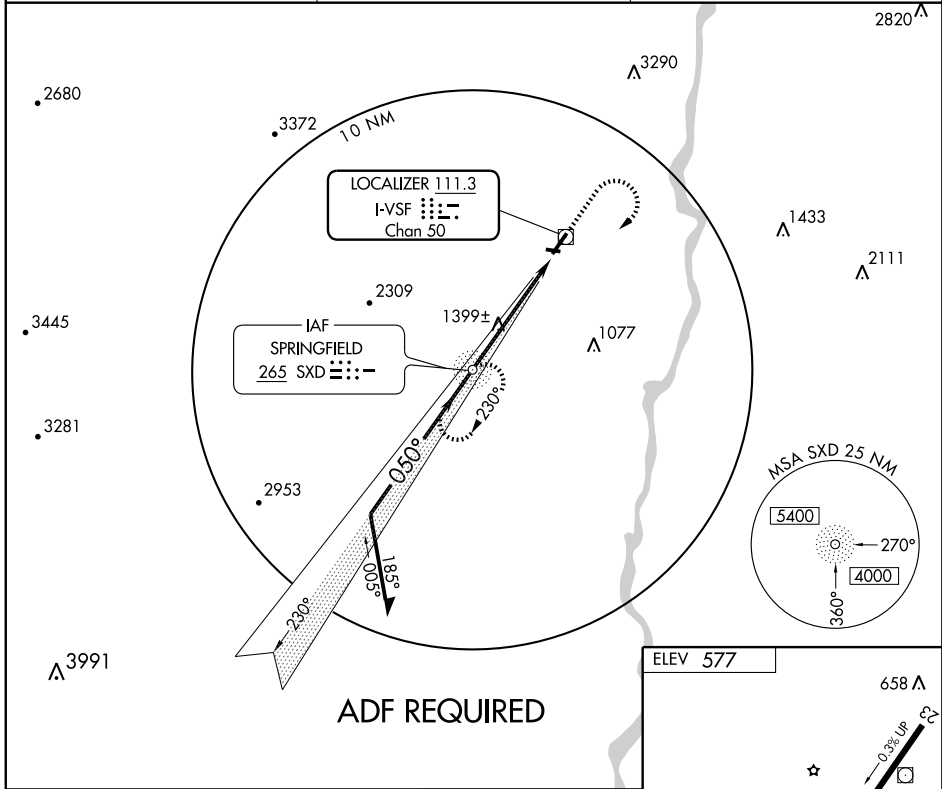 2820
3290
2680
3372
10 NM
LOCALIZER 111.3
I-VSF
Chan 50
1433
2111
2309
3445
1399±
1077
IAF
SPRINGFIELD
265 SXD
230°
3281
050°
2953
MSA SXD 25 NM
5400
270°
4000
360°
185°
005°
230°
3991
ADF REQUIRED
ELEV 577
658
23
0.3% UP